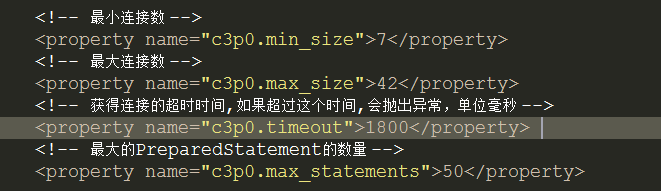 <!-- 最小连接数 -->
<property name="c3p0.min_size">7</property>
<!-- 最大连接数 -->
<property name="c3p0.max_size">42</property>
<!-- 获得连接的超时时间,如果超过这个时间,会抛出异常，单位毫秒 -->
<property name="c3p0.timeout">1800</property>
<!-- 最大的PreparedStatement的数量 -->
<property name="c3p0.max_statements">50</property>